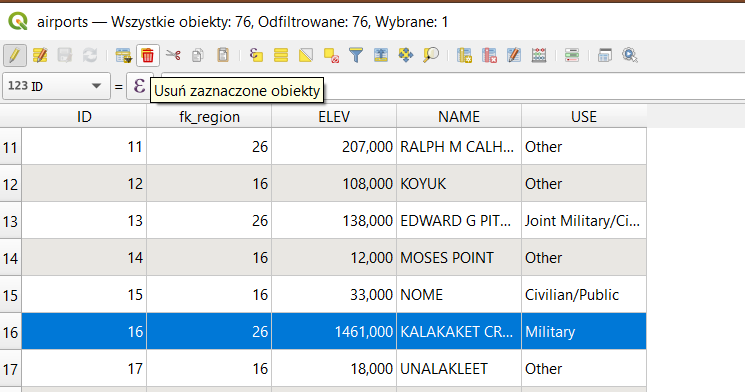 airports — Wszystkie obiekty: 76, Odfiltrowane: 76, Wybrane: 1
123 ID = ε
Usuń zaznaczone obiekty
ID fk_region ELEV NAME USE
11 11 26 207,000 RALPH M CALH... Other
12 12 16 108,000 KOYUK Other
13 13 26 138,000 EDWARD G PIT... Joint Military/Ci...
14 14 16 12,000 MOSES POINT Other
15 15 16 33,000 NOME Civilian/Public
16 16 26 1461,000 KALAKAKET CR... Military
17 17 16 18,000 UNALAKLEET Other